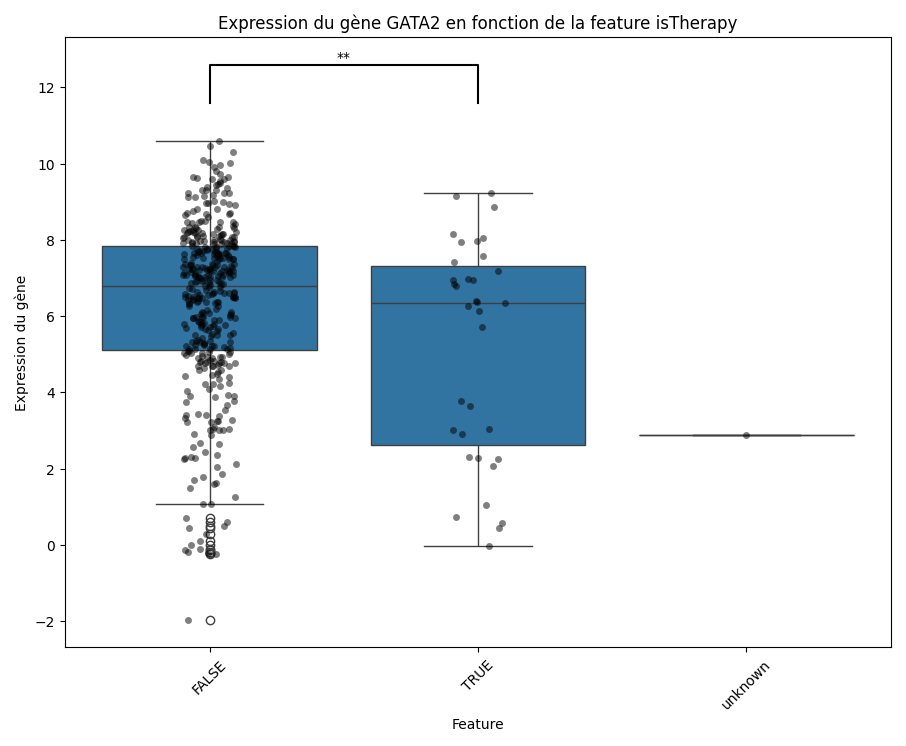 Expression du gène GATA2 en fonction de la feature isTherapy
**
12
10
8
6
4
2
0
−2
Expression du gène
FALSE
TRUE
unknown
Feature